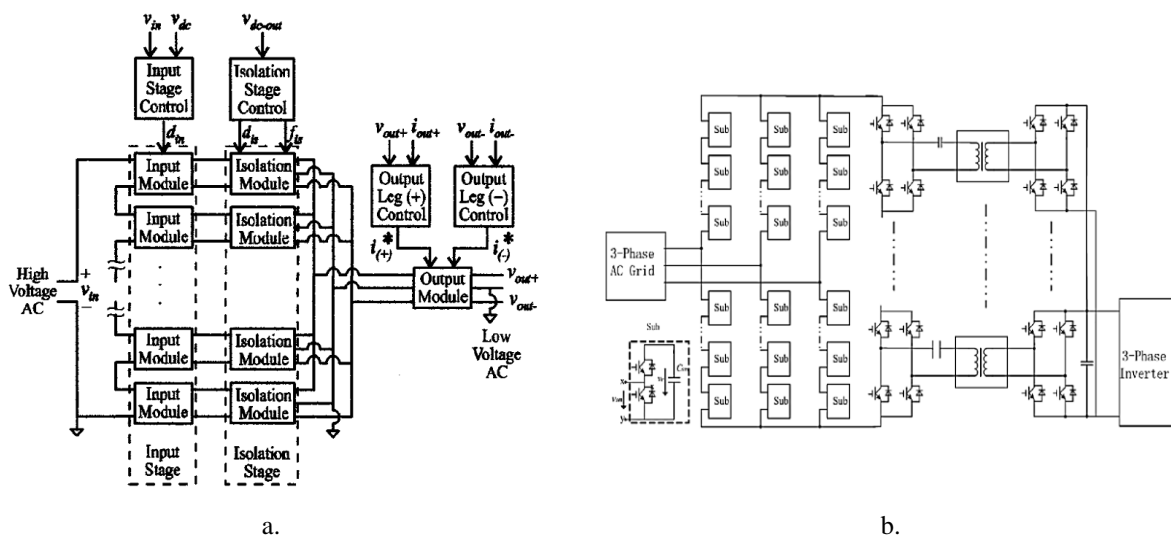 v_in v_dc
v_dc-out
Input
Stage
Control
Isolation
Stage
Control
d_in
d_is
f_is
v_out+ i_out+
v_out- i_out-
Input
Module
Isolation
Module
Output
Leg (+)
Control
Output
Leg (−)
Control
Input
Module
Isolation
Module
i*(+)
i*(-)
High
Voltage
AC
+
v_in
−
Output
Module
v_out+
v_out-
Low
Voltage
AC
Input
Module
Isolation
Module
Input
Module
Isolation
Module
Input
Stage
Isolation
Stage
a.
Sub Sub Sub
Sub Sub Sub
Sub Sub Sub
3-Phase
AC Grid
Sub Sub Sub
Sub Sub Sub
Sub Sub Sub
Sub
3-Phase
Inverter
b.